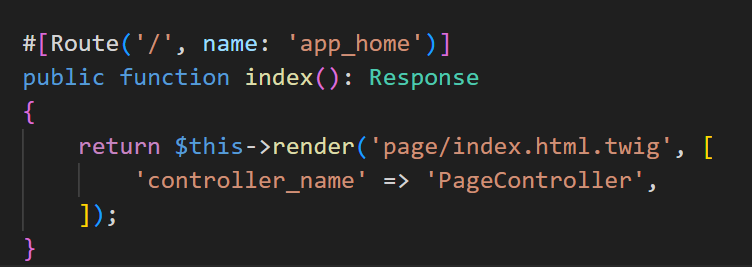 #[Route('/', name: 'app_home')]
public function index(): Response
{
    return $this->render('page/index.html.twig', [
        'controller_name' => 'PageController',
    ]);
}